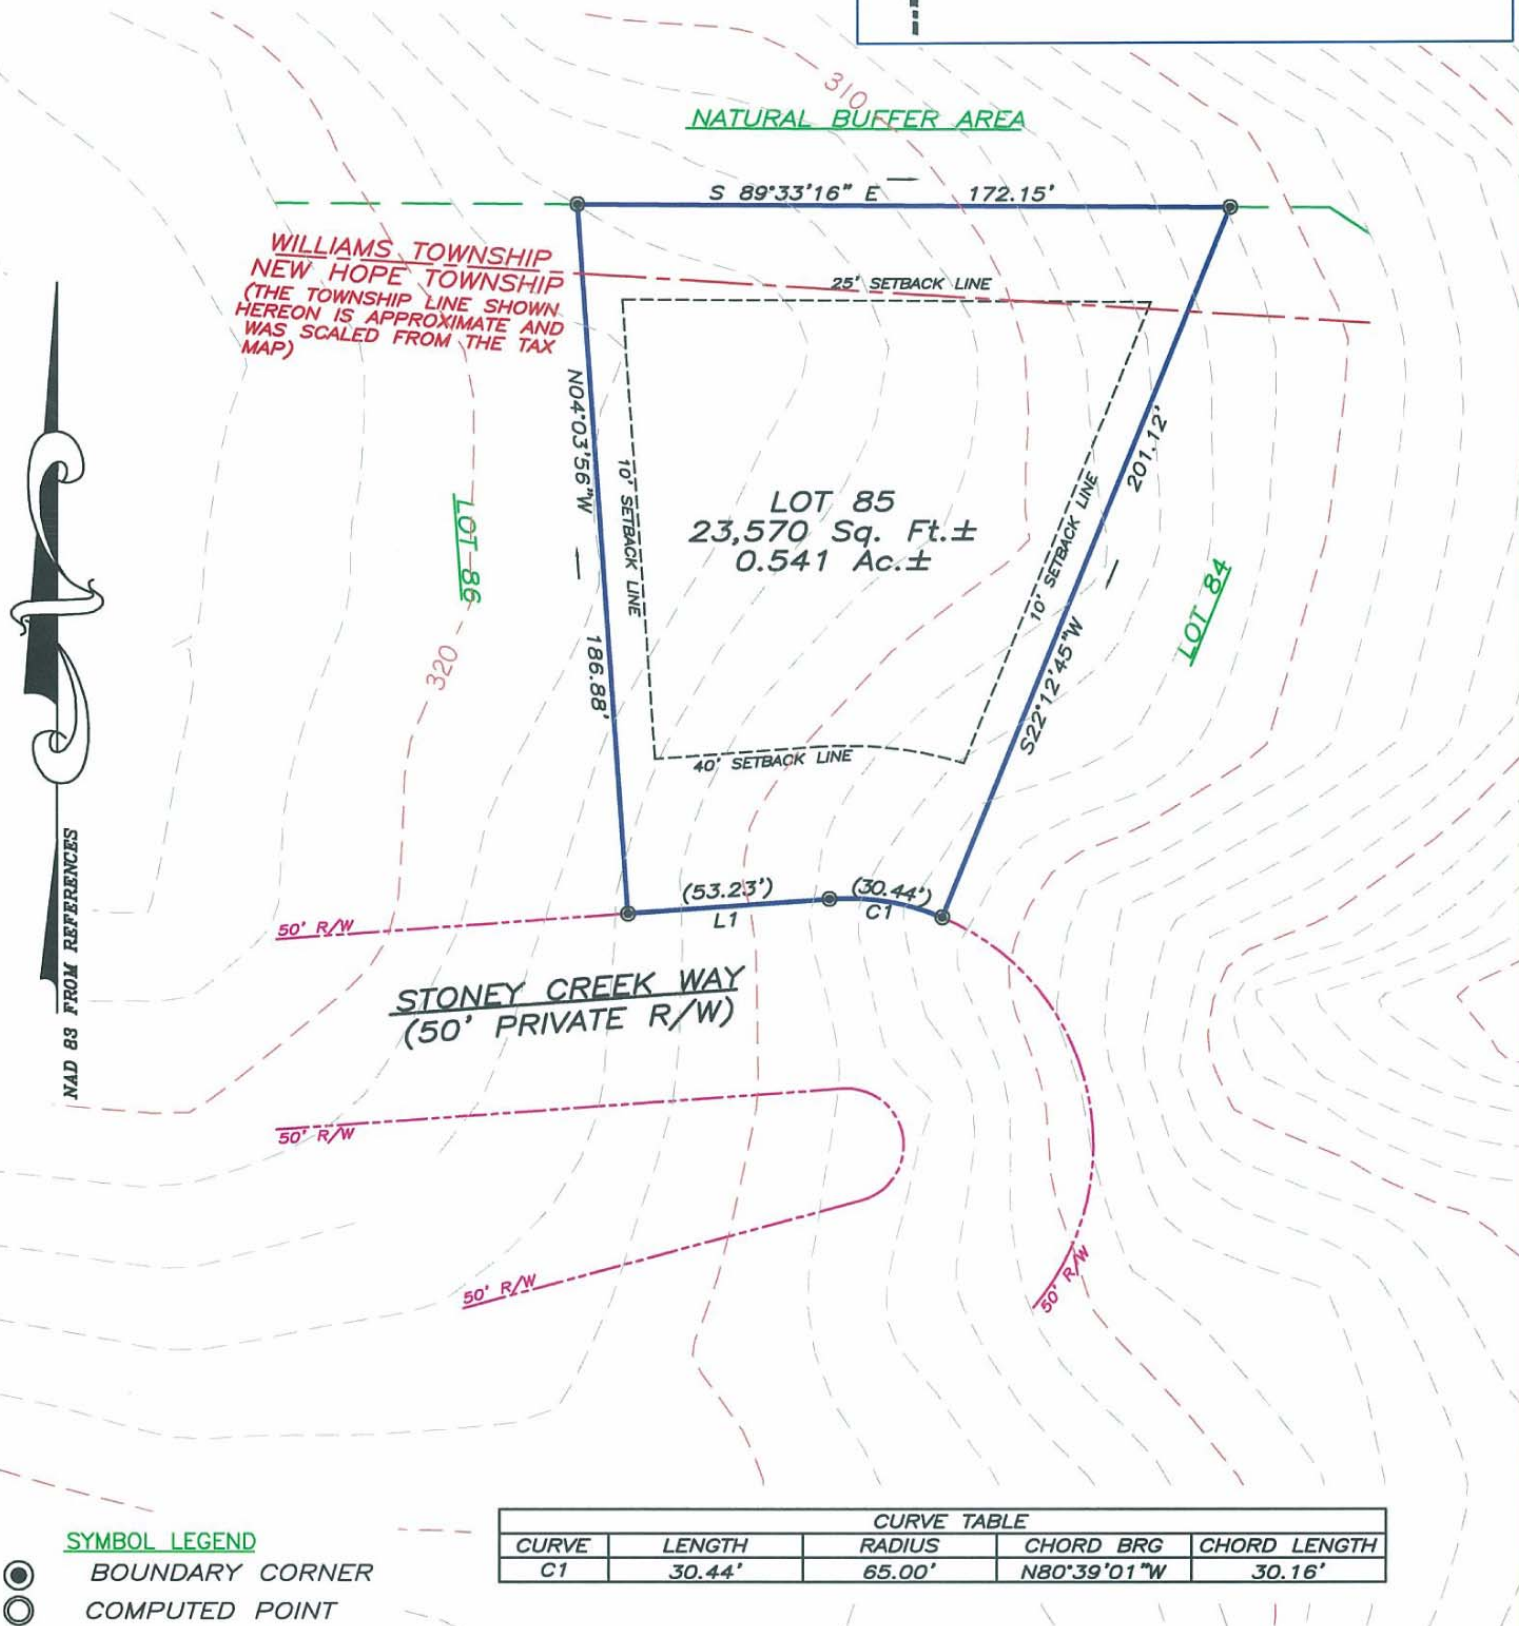 310
NATURAL BUFFER AREA
S 89°33'16" E 172.15'
WILLIAMS TOWNSHIP
NEW HOPE TOWNSHIP
(THE TOWNSHIP LINE SHOWN
HEREON IS APPROXIMATE AND
WAS SCALED FROM THE TAX
MAP)
25' SETBACK LINE
N04°03'56"W
186.88'
10' SETBACK LINE
LOT 85
23,570 Sq. Ft.±
0.541 Ac.±
201.12'
S22°12'45"W
10' SETBACK LINE
LOT 86
LOT 84
320
40' SETBACK LINE
(53.23')
L1
(30.44')
C1
50' R/W
STONEY CREEK WAY
(50' PRIVATE R/W)
NAD 83 FROM REFERENCES
50' R/W
50' R/W
50' R/W
SYMBOL LEGEND
BOUNDARY CORNER
COMPUTED POINT
CURVE TABLE
CURVE LENGTH RADIUS CHORD BRG CHORD LENGTH
C1 30.44' 65.00' N80°39'01"W 30.16'